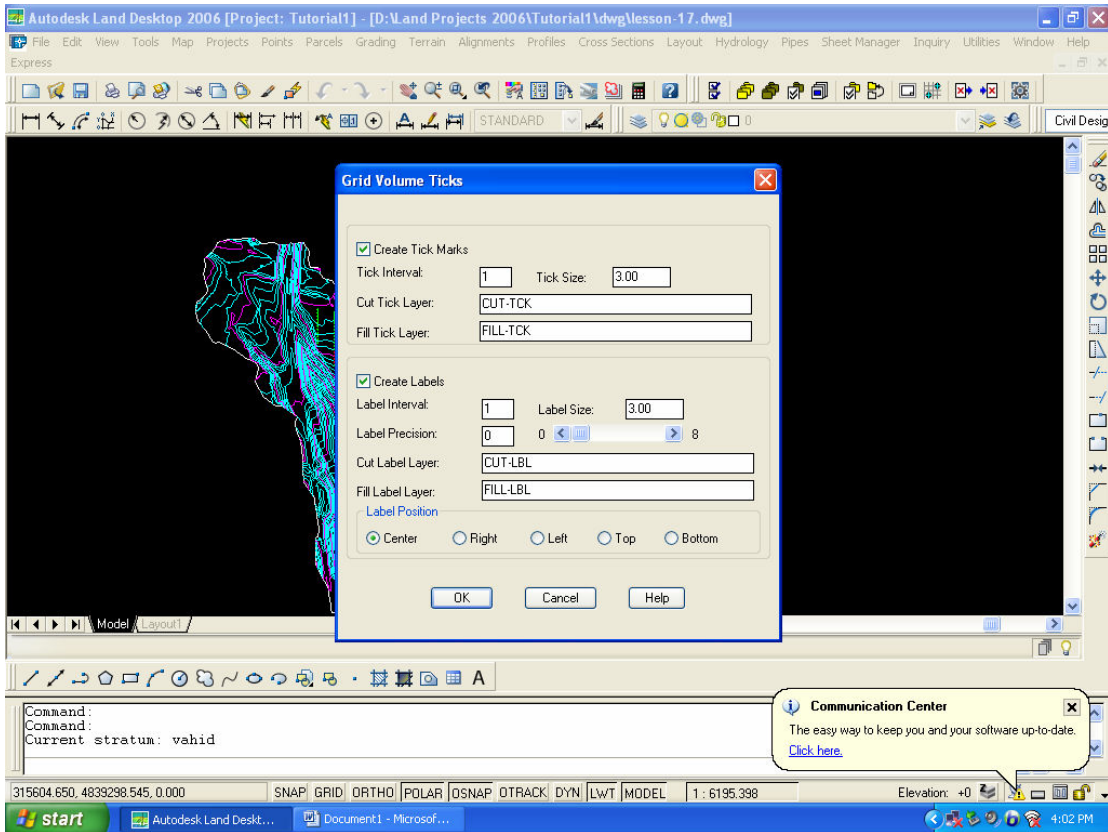 Autodesk Land Desktop 2006 [Project: Tutorial1] - [D:\Land Projects 2006\Tutorial1\dwg\lesson-17.dwg]
File Edit View Tools Map Projects Points Parcels Grading Terrain Alignments Profiles Cross Sections Layout Hydrology Pipes Sheet Manager Inquiry Utilities Window Help
Express
STANDARD 0 Civil Desig
Grid Volume Ticks
Create Tick Marks
Tick Interval: 1 Tick Size: 3.00
Cut Tick Layer: CUT-TCK
Fill Tick Layer: FILL-TCK
Create Labels
Label Interval: 1 Label Size: 3.00
Label Precision: 0 0 8
Cut Label Layer: CUT-LBL
Fill Label Layer: FILL-LBL
Label Position
Center Right Left Top Bottom
OK Cancel Help
Model Layout1
A
Command:
Command:
Current stratum: vahid
Communication Center
The easy way to keep you and your software up-to-date.
Click here.
315604.650, 4839298.545, 0.000 SNAP GRID ORTHO POLAR OSNAP OTRACK DYN LWT MODEL 1 : 6195.398 Elevation: +0
start Autodesk Land Deskt... Document1 - Microsof... 4:02 PM